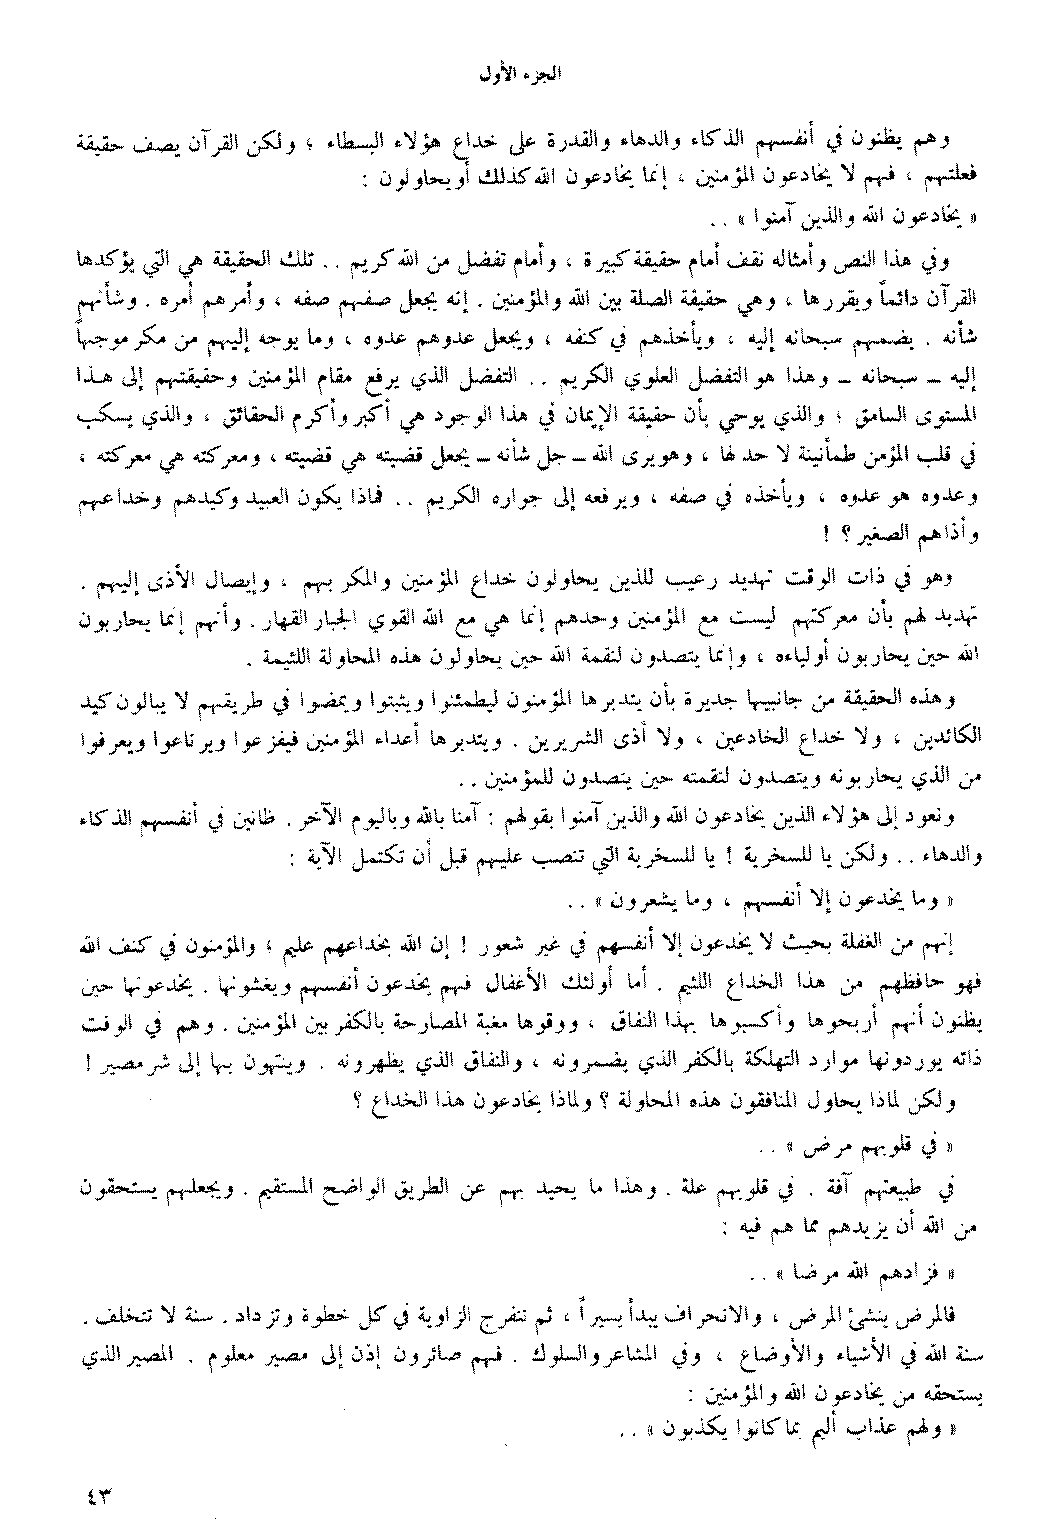 الجزء الأول
وهم يظنون في أنفسهم الذكاء والدهاء والقدرة على خداع هؤلاء البسطاء ؛ ولكن القرآن يصف حقيقة
فعلتهم ، فهم لا يخادعون المؤمنين ، إنما يخادعون الله كذلك أو يحاولون :
« يخادعون الله والذين آمنوا » . .
وفي هذا النص وأمثاله نقف أمام حقيقة كبيرة ، وأمام تفضل من الله كريم . . تلك الحقيقة هي التي يؤكدها
القرآن دائماً ويقررها ، وهي حقيقة الصلة بين الله والمؤمنين . إنه يجعل صفهم صفه ، وأمرهم أمره . وشأنهم
شأنه . يضمهم سبحانه إليه ، ويأخذهم في كنفه ، ويجعل عدوهم عدوه ، وما يوجه إليهم من مكر موجهاً
إليه – سبحانه – وهذا هو التفضل العلوي الكريم . . التفضل الذي يرفع مقام المؤمنين وحقيقتهم إلى هذا
المستوى السامق ؛ والذي يوحي بأن حقيقة الإيمان في هذا الوجود هي أكبر وأكرم الحقائق ، والذي يسكب
في قلب المؤمن طمأنينة لا حد لها ، وهو يرى الله – جل شأنه – يجعل قضيته هي قضيته ، ومعركته هي معركته ،
وعدوه هو عدوه ، ويأخذه في صفه ، ويرفعه إلى جواره الكريم . . فماذا يكون العبيد وكيدهم وخداعهم
وأذاهم الصغير ؟ !
وهو في ذات الوقت تهديد رعيب للذين يحاولون خداع المؤمنين والمكر بهم ، وإيصال الأذى إليهم .
تهديد لهم بأن معركتهم ليست مع المؤمنين وحدهم إنما هي مع الله القوي الجبار القهار . وأنهم إنما يحاربون
الله حين يحاربون أولياءه ، وإنما يتصدون لنقمة الله حين يحاولون هذه المحاولة اللئيمة .
وهذه الحقيقة من جانبيها جديرة بأن يتدبرها المؤمنون ليطمئنوا ويثبتوا ويمضوا في طريقهم لا يبالون كيد
الكائدين ، ولا خداع الخادعين ، ولا أذى الشريرين . ويتدبرها أعداء المؤمنين فيفزعوا ويرتاعوا ويعرفوا
من الذي يحاربونه ويتصدون لنقمته حين يتصدون للمؤمنين . .
ونعود إلى هؤلاء الذين يخادعون الله والذين آمنوا بقولهم : آمنا بالله وباليوم الآخر . ظانين في أنفسهم الذكاء
والدهاء . . ولكن يا للسخرية ! يا للسخرية التي تنصب عليهم قبل أن تكتمل الآية :
« وما يخدعون إلا أنفسهم ، وما يشعرون » . .
إنهم من الغفلة بحيث لا يخدعون إلا أنفسهم في غير شعور ! إن الله بخداعهم عليم ؛ والمؤمنون في كنف الله
فهو حافظهم من هذا الخداع اللئيم . أما أولئك الأغفال فهم يخدعون أنفسهم ويغشونها . يخدعونها حين
يظنون أنهم أربحوها وأكسبوها بهذا النفاق ، ووقوها مغبة المصارحة بالكفر بين المؤمنين . وهم في الوقت
ذاته يوردونها موارد التهلكة بالكفر الذي يضمرونه ، والنفاق الذي يظهرونه . وينتهون بها إلى شر مصير !
ولكن لماذا يحاول المنافقون هذه المحاولة ؟ ولماذا يخادعون هذا الخداع ؟
« في قلوبهم مرض » . .
في طبيعتهم آفة . في قلوبهم علة . وهذا ما يحيد بهم عن الطريق الواضح المستقيم . ويجعلهم يستحقون
من الله أن يزيدهم مما هم فيه :
« فزادهم الله مرضا » . .
فالمرض ينشئ المرض ، والانحراف يبدأ يسيراً ، ثم تنفرج الزاوية في كل خطوة وتزداد . سنة لا تتخلف .
سنة الله في الأشياء والأوضاع ، وفي المشاعر والسلوك . فهم صائرون إذن إلى مصير معلوم . المصير الذي
يستحقه من يخادعون الله والمؤمنين :
« ولهم عذاب أليم بما كانوا يكذبون » . .
٤٣